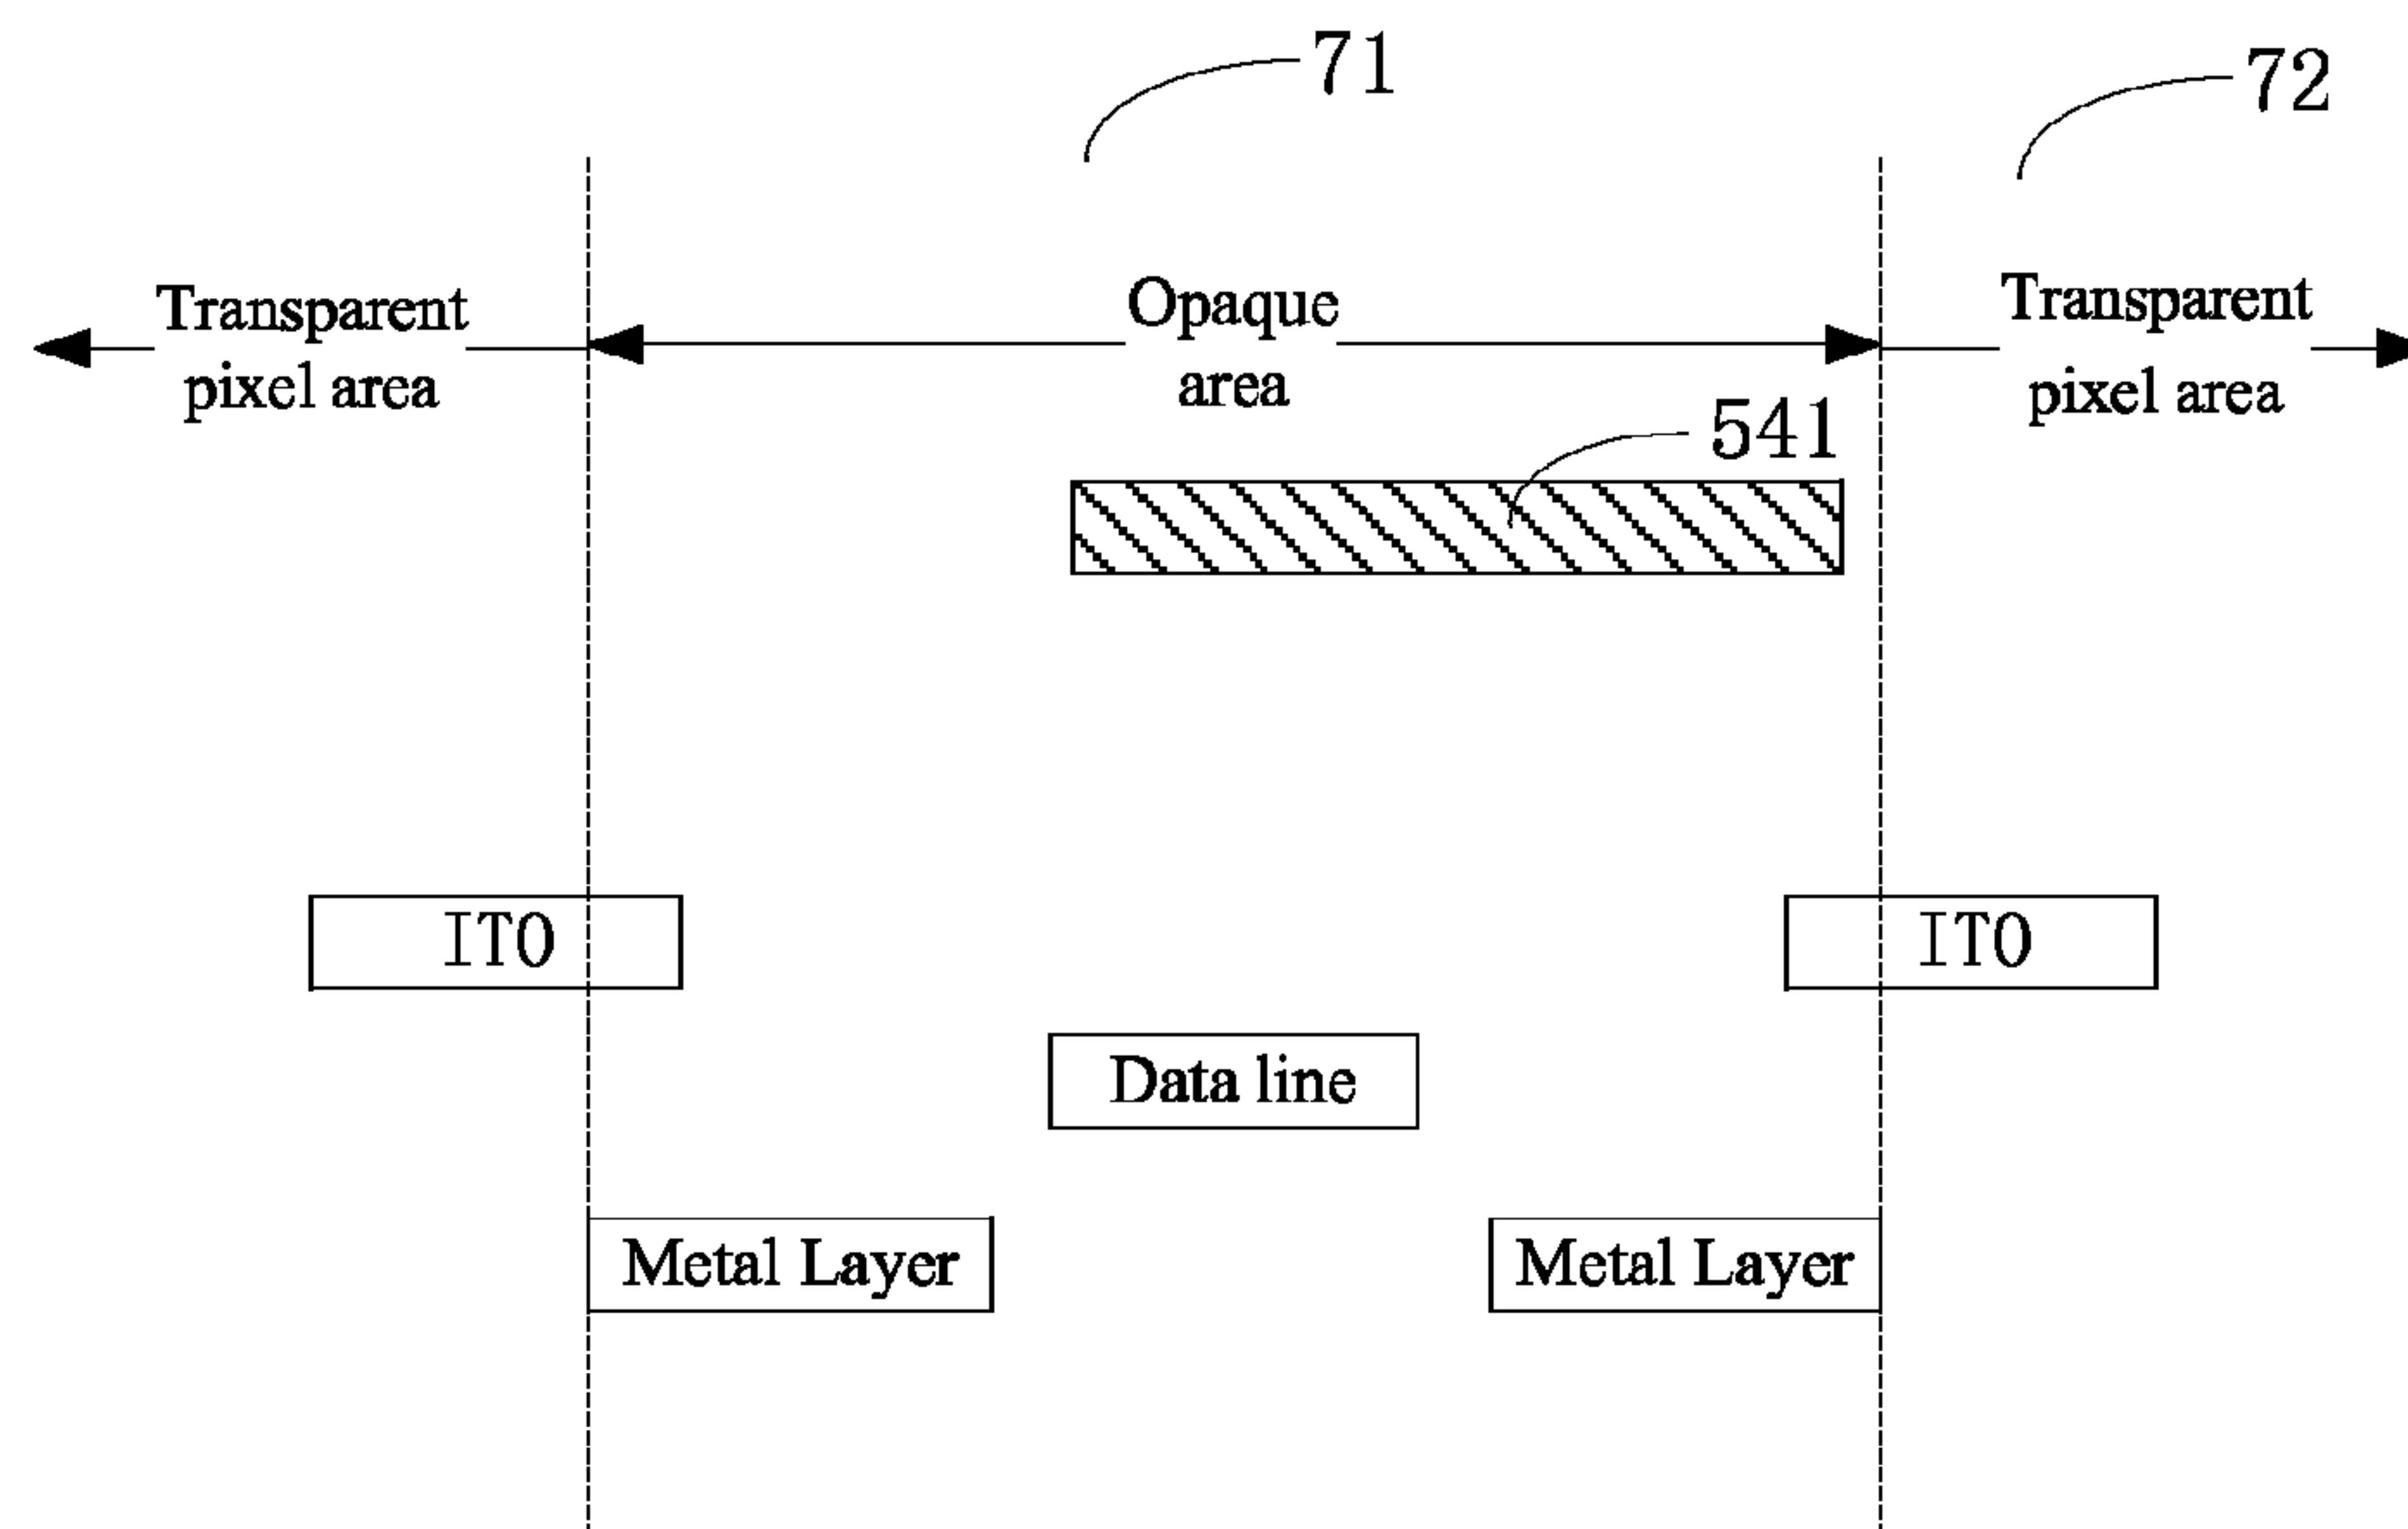 71
72
Transparent
pixel area
Opaque
area
Transparent
pixel area
541
ITO
ITO
Data line
Metal Layer
Metal Layer